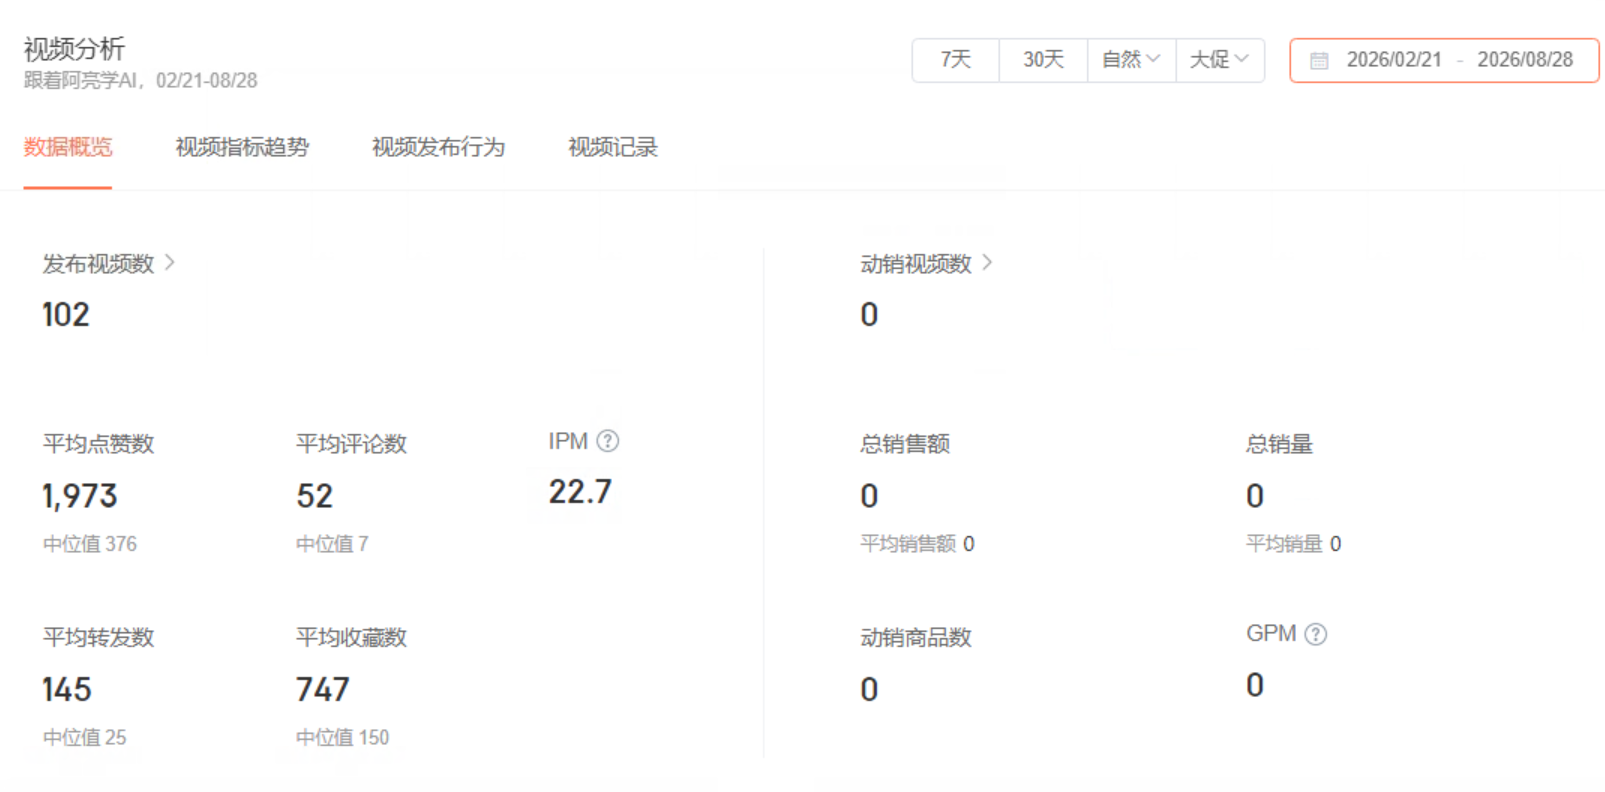 视频分析
跟着阿亮学AI，02/21-08/28
7天 30天 自然 大促 2026/02/21 - 2026/08/28
数据概览 视频指标趋势 视频发布行为 视频记录
发布视频数
102
动销视频数
0
平均点赞数 平均评论数 IPM
1,973 52 22.7
中位值 376 中位值 7
总销售额 总销量
0 0
平均销售额 0 平均销量 0
平均转发数 平均收藏数
145 747
中位值 25 中位值 150
动销商品数 GPM
0 0